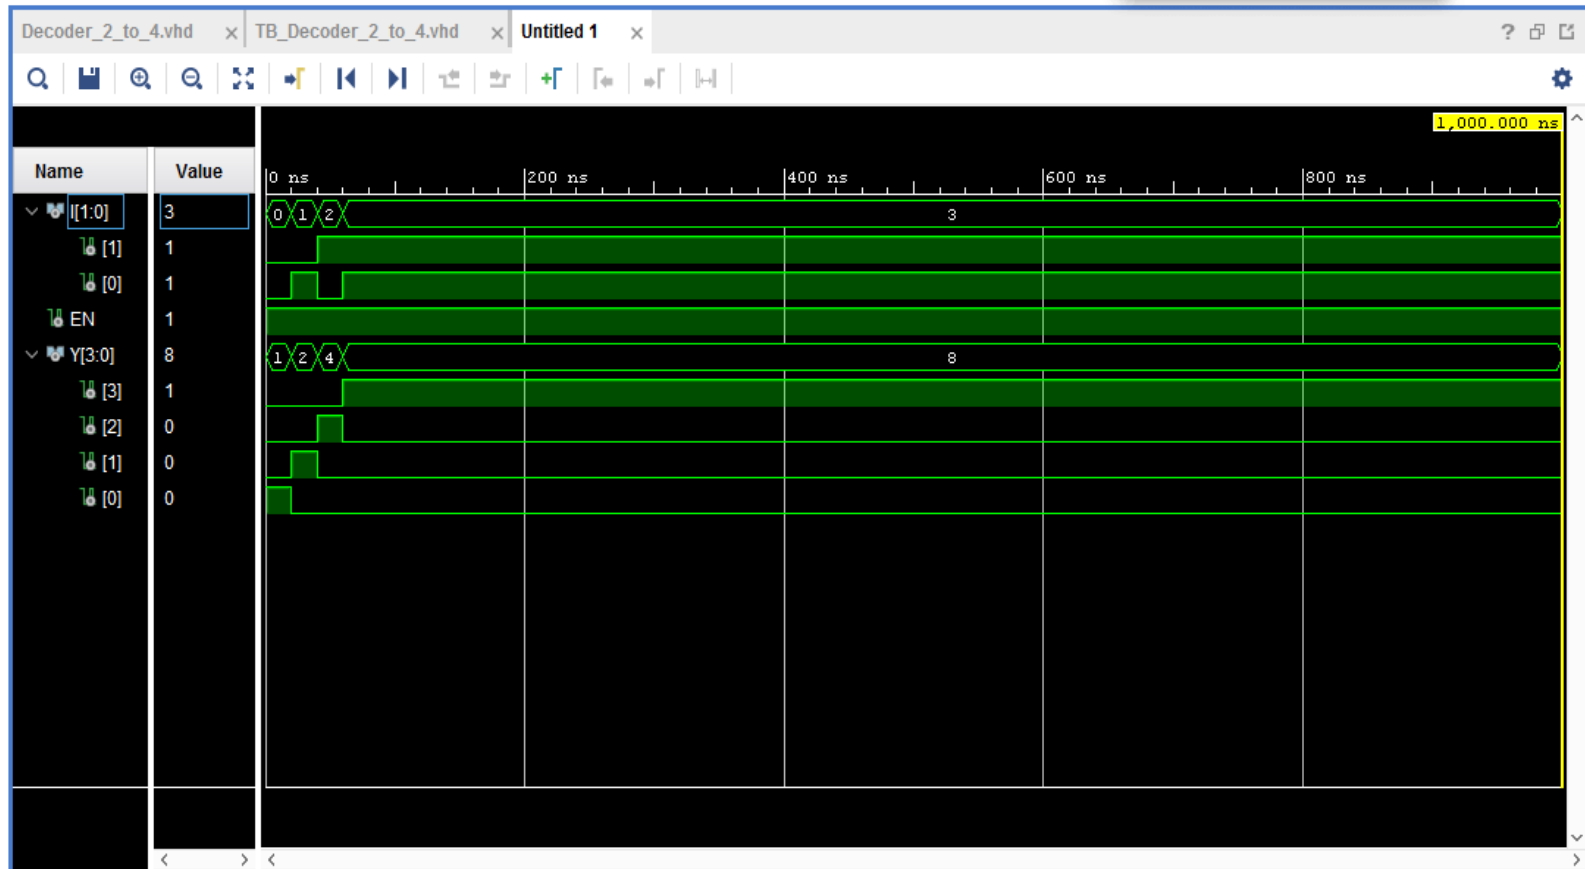 Decoder_2_to_4.vhd × TB_Decoder_2_to_4.vhd × Untitled 1 ×
1,000.000 ns
Name Value 0 ns 200 ns 400 ns 600 ns 800 ns
I[1:0] 3 0 1 2 3
[1] 1
[0] 1
EN 1
Y[3:0] 8 1 2 4 8
[3] 1
[2] 0
[1] 0
[0] 0